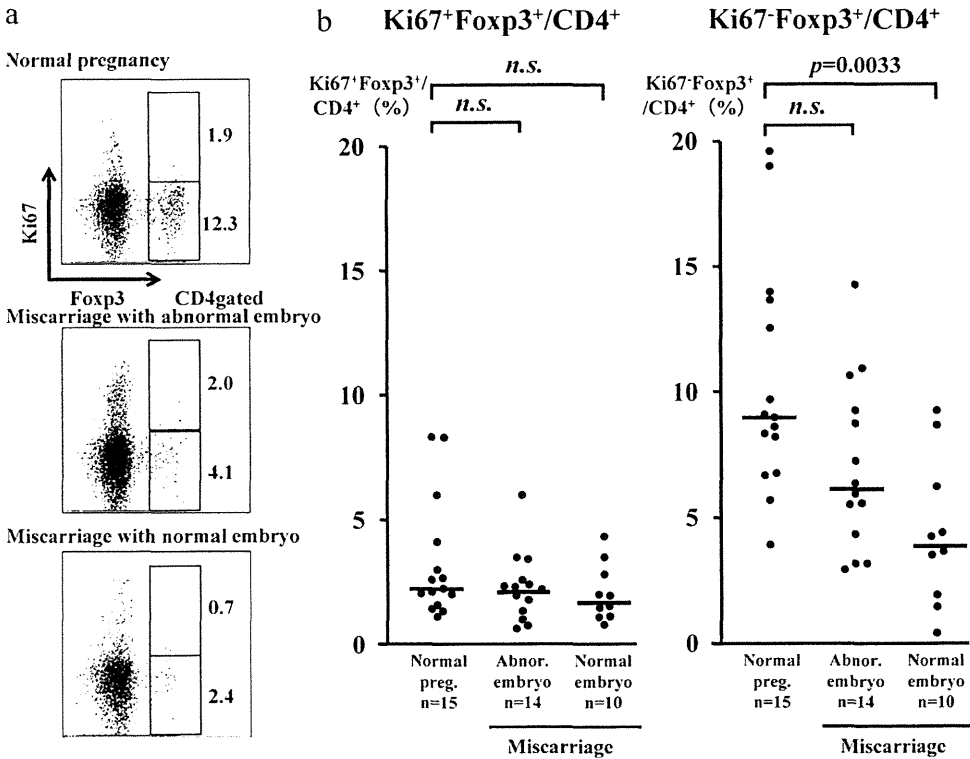 a
Normal pregnancy
1.9
12.3
Ki67
Foxp3 CD4gated
Miscarriage with abnormal embryo
2.0
4.1
Miscarriage with normal embryo
0.7
2.4
b
Ki67⁺Foxp3⁺/CD4⁺
Ki67⁺Foxp3⁺/
CD4⁺ (%)
n.s.
n.s.
20
15
10
5
0
Normal preg. n=15
Abnor. embryo n=14
Normal embryo n=10
Miscarriage
Ki67⁻Foxp3⁺/CD4⁺
Ki67⁻Foxp3⁺
/CD4⁺ (%)
p=0.0033
n.s.
20
15
10
5
0
Normal preg. n=15
Abnor. embryo n=14
Normal embryo n=10
Miscarriage